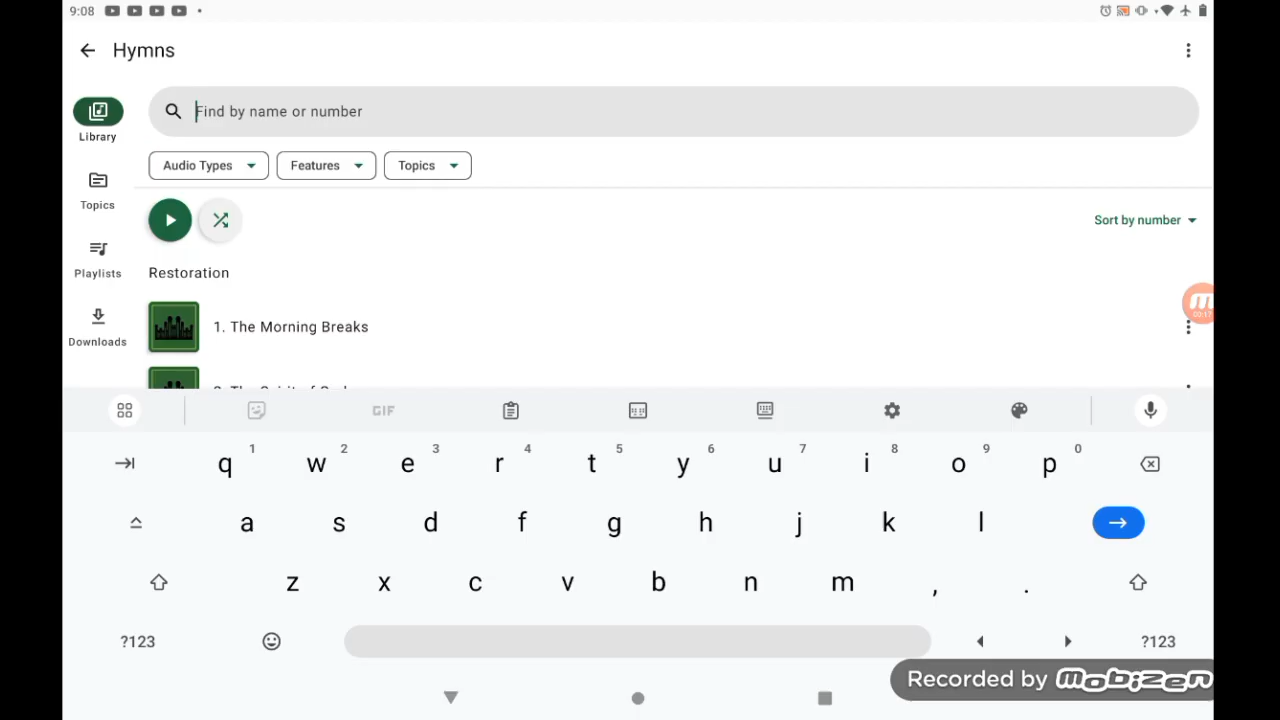 9:08
Hymns
Find by name or number
Library
Audio Types
Features
Topics
Topics
Sort by number
Playlists
Restoration
1. The Morning Breaks
00:17
Downloads
GIF
1 2 3 4 5 6 7 8 9 0
q w e r t y u i o p
a s d f g h j k l
z x c v b n m , .
?123
?123
Recorded by mobizen